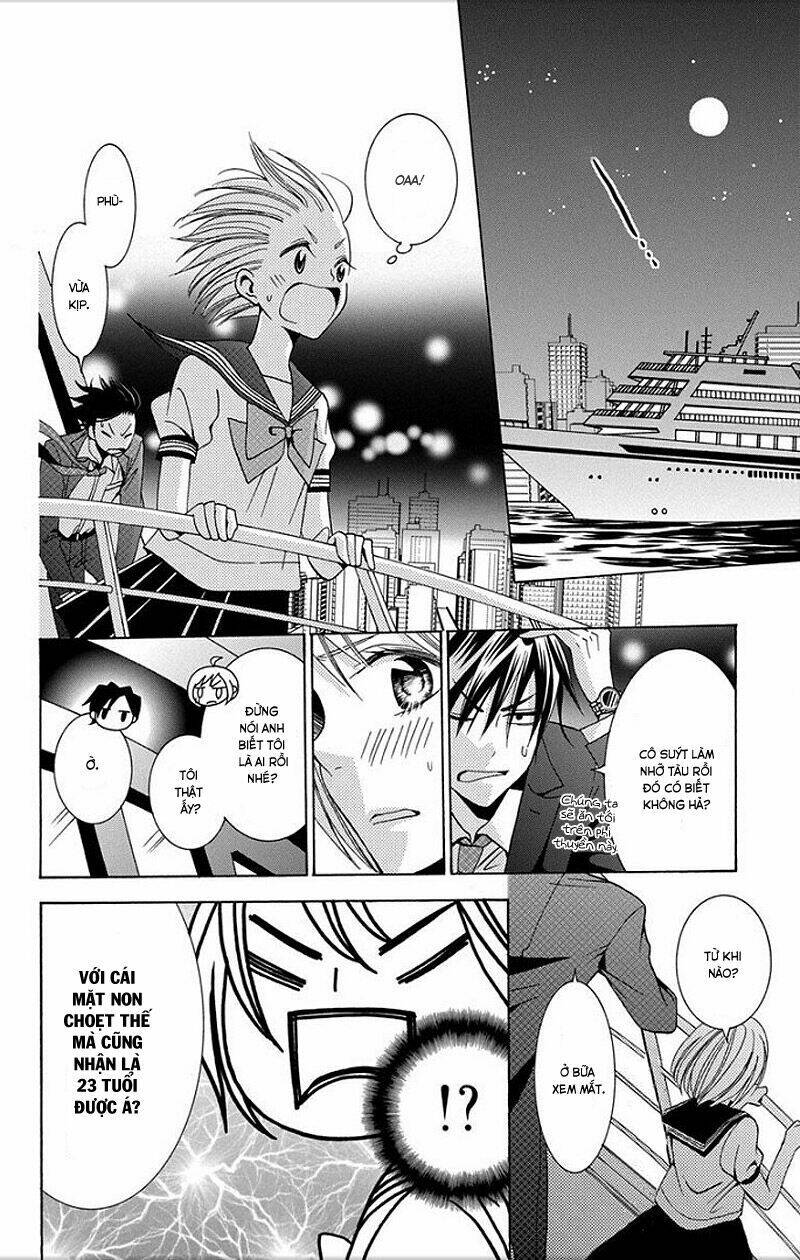 OAA!
PHÙ-
VỪA
KỊP.
CÔ SUÝT LÀM
NHỠ TÀU RỒI
ĐÓ CÓ BIẾT
KHÔNG HẢ?
Chúng ta
sẽ ăn tối
trên phi
thuyền này
ĐỪNG
NÓI ANH
BIẾT TÔI
LÀ AI RỒI
NHÉ?
TÔI
THẬT
ẤY?
Ờ.
TỪ KHI
NÀO?
Ở BỮA
XEM MẮT.
!?
VỚI CÁI
MẶT NON
CHOẸT THẾ
MÀ CŨNG
NHẬN LÀ
23 TUỔI
ĐƯỢC Á?